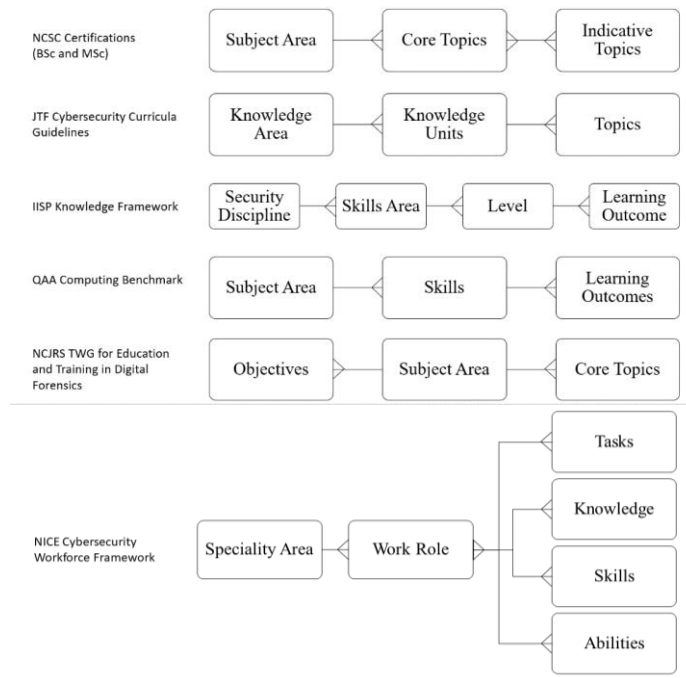 NCSC Certifications
(BSc and MSc)
Subject Area
Core Topics
Indicative
Topics
JTF Cybersecurity Curricula
Guidelines
Knowledge
Area
Knowledge
Units
Topics
IISP Knowledge Framework
Security
Discipline
Skills Area
Level
Learning
Outcome
QAA Computing Benchmark
Subject Area
Skills
Learning
Outcomes
NCJRS TWG for Education
and Training in Digital
Forensics
Objectives
Subject Area
Core Topics
NICE Cybersecurity
Workforce Framework
Speciality Area
Work Role
Tasks
Knowledge
Skills
Abilities